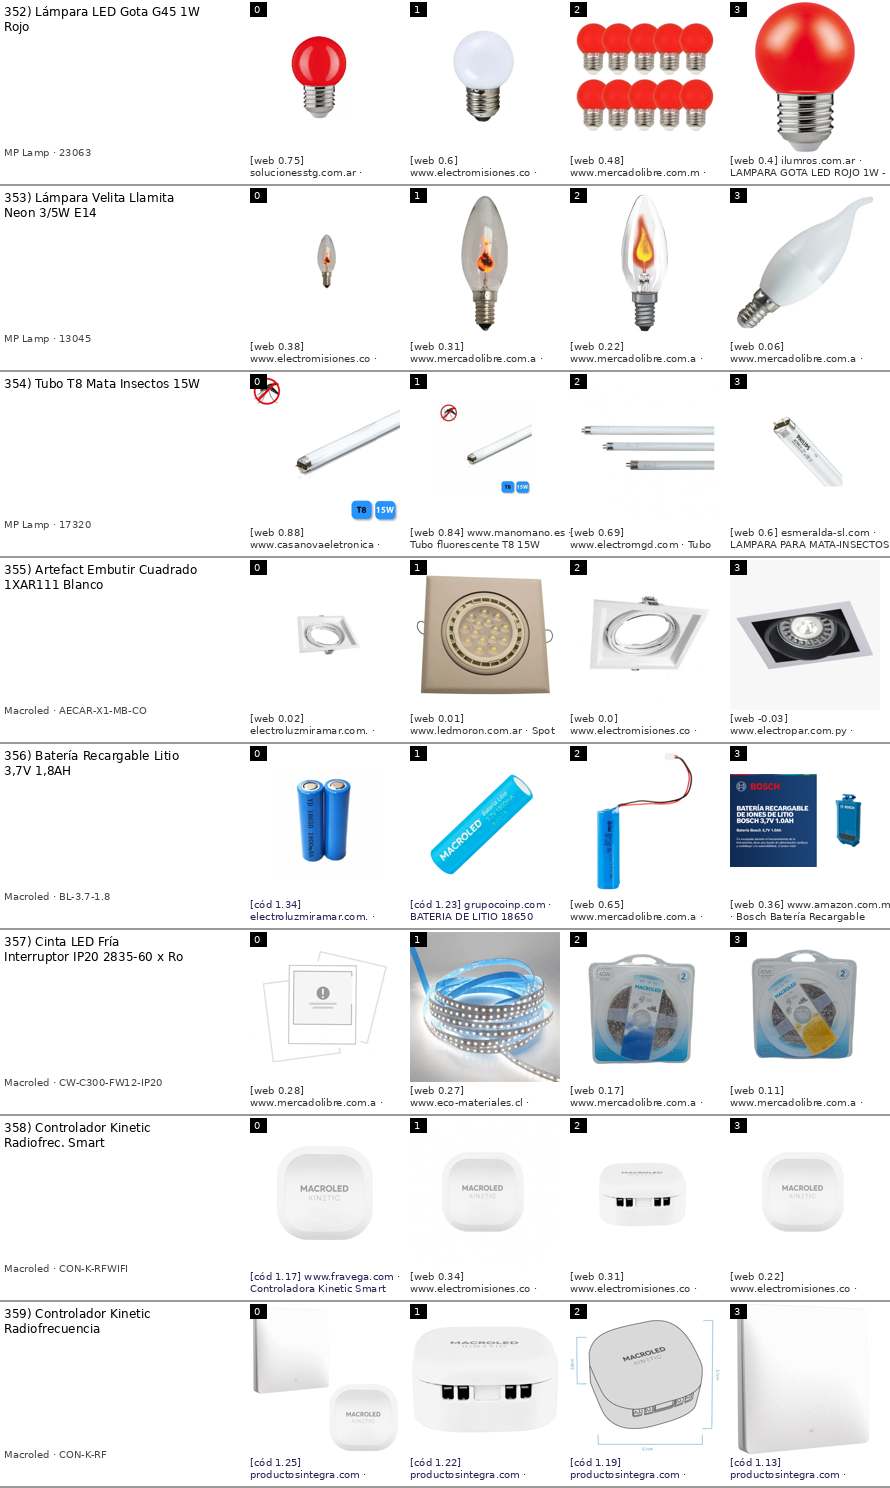 352) Lámpara LED Gota G45 1W
Rojo
MP Lamp · 23063
0
1
2
3
[web 0.75]
solucionesstg.com.ar ·
[web 0.6]
www.electromisiones.co ·
[web 0.48]
www.mercadolibre.com.m ·
[web 0.4] ilumros.com.ar ·
LAMPARA GOTA LED ROJO 1W -
353) Lámpara Velita Llamita
Neon 3/5W E14
MP Lamp · 13045
0
1
2
3
[web 0.38]
www.electromisiones.co ·
[web 0.31]
www.mercadolibre.com.a ·
[web 0.22]
www.mercadolibre.com.a ·
[web 0.06]
www.mercadolibre.com.a ·
354) Tubo T8 Mata Insectos 15W
MP Lamp · 17320
0
T8
15W
1
T8
15W
2
3
PHILIPS
[web 0.88]
www.casanovaeletronica ·
[web 0.84] www.manomano.es ·
Tubo fluorescente T8 15W
[web 0.69]
www.electromgd.com · Tubo
[web 0.6] esmeralda-sl.com ·
LAMPARA PARA MATA-INSECTOS
355) Artefact Embutir Cuadrado
1XAR111 Blanco
Macroled · AECAR-X1-MB-CO
0
1
2
3
[web 0.02]
electroluzmiramar.com. ·
[web 0.01]
www.ledmoron.com.ar · Spot
[web 0.0]
www.electromisiones.co ·
[web -0.03]
www.electropar.com.py ·
356) Batería Recargable Litio
3,7V 1,8AH
Macroled · BL-3.7-1.8
0
1
MACROLED
Batería Litio
2
3
BOSCH
BATERÍA RECARGABLE
DE IONES DE LITIO
BOSCH 3,7V 1.0AH
[cód 1.34]
electroluzmiramar.com. ·
[cód 1.23] grupocoinp.com ·
BATERIA DE LITIO 18650
[web 0.65]
www.mercadolibre.com.a ·
[web 0.36] www.amazon.com.m
· Bosch Batería Recargable
357) Cinta LED Fría
Interruptor IP20 2835-60 x Ro
Macroled · CW-C300-FW12-IP20
0
1
2
MACROLED
2
3
MACROLED
2
[web 0.28]
www.mercadolibre.com.a ·
[web 0.27]
www.eco-materiales.cl ·
[web 0.17]
www.mercadolibre.com.a ·
[web 0.11]
www.mercadolibre.com.a ·
358) Controlador Kinetic
Radiofrec. Smart
Macroled · CON-K-RFWIFI
0
MACROLED
KINETIC
1
MACROLED
KINETIC
2
MACROLED
3
MACROLED
KINETIC
[cód 1.17] www.fravega.com ·
Controladora Kinetic Smart
[web 0.34]
www.electromisiones.co ·
[web 0.31]
www.electromisiones.co ·
[web 0.22]
www.electromisiones.co ·
359) Controlador Kinetic
Radiofrecuencia
Macroled · CON-K-RF
0
MACROLED
KINETIC
1
MACROLED
2
MACROLED
KINETIC
3
[cód 1.25]
productosintegra.com ·
[cód 1.22]
productosintegra.com ·
[cód 1.19]
productosintegra.com ·
[cód 1.13]
productosintegra.com ·